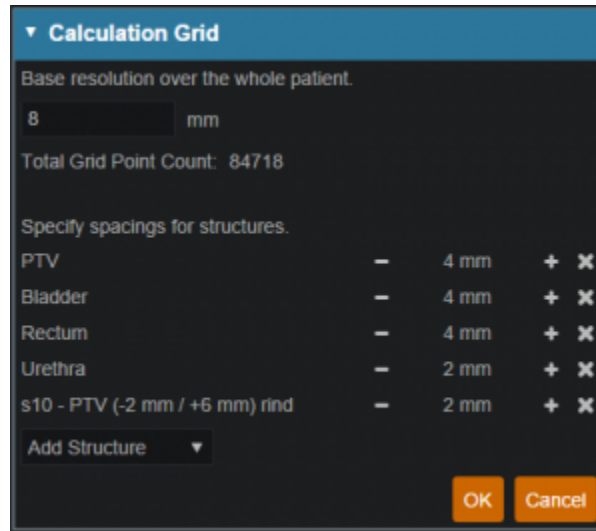 Calculation Grid
Base resolution over the whole patient.
8 mm
Total Grid Point Count: 84718
Specify spacings for structures.
PTV − 4 mm + ×
Bladder − 4 mm + ×
Rectum − 4 mm + ×
Urethra − 2 mm + ×
s10 - PTV (-2 mm / +6 mm) rind − 2 mm + ×
Add Structure
OK Cancel